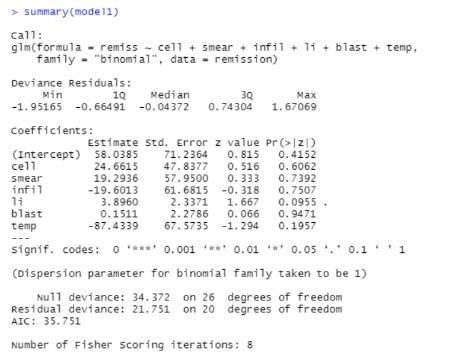 > summary(model1)
Call:
glm(formula = remiss ~ cell + smear + infil + li + blast + temp,
family = "binomial", data = remission)
Deviance Residuals:
Min 1Q Median 3Q Max
-1.95165 -0.66491 -0.04372 0.74304 1.67069
Coefficients:
Estimate Std. Error z value Pr(>|z|)
(Intercept) 58.0385 71.2364 0.815 0.4152
cell 24.6615 47.8377 0.516 0.6062
smear 19.2936 57.9500 0.333 0.7392
infil -19.6013 61.6815 -0.318 0.7507
li 3.8960 2.3371 1.667 0.0955 .
blast 0.1511 2.2786 0.066 0.9471
temp -87.4339 67.5735 -1.294 0.1957
---
Signif. codes: 0 ‘***’ 0.001 ‘**’ 0.01 ‘*’ 0.05 ‘.’ 0.1 ‘ ’ 1
(Dispersion parameter for binomial family taken to be 1)
Null deviance: 34.372 on 26 degrees of freedom
Residual deviance: 21.751 on 20 degrees of freedom
AIC: 35.751
Number of Fisher Scoring iterations: 8